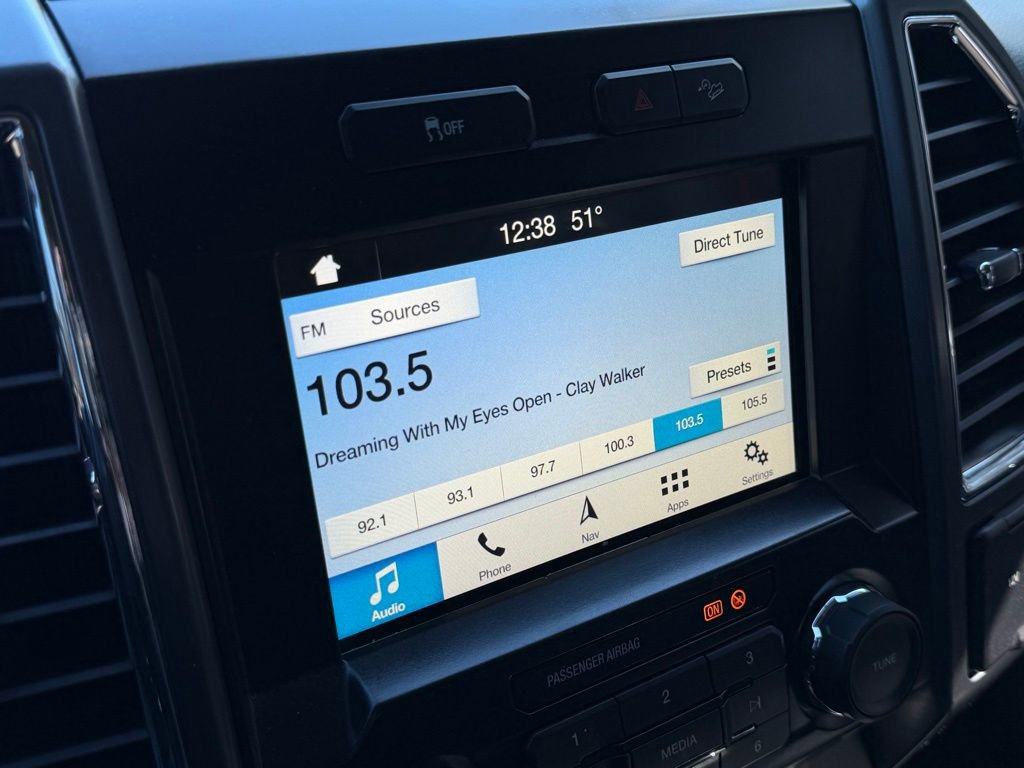 OFF
12:38 51°
Direct Tune
FM Sources
103.5
Dreaming With My Eyes Open - Clay Walker
Presets
92.1 93.1 97.7 100.3 103.5 105.5
Audio Phone Nav Apps Settings
PASSENGER AIRBAG ON
1 2 3
MEDIA 6
TUNE